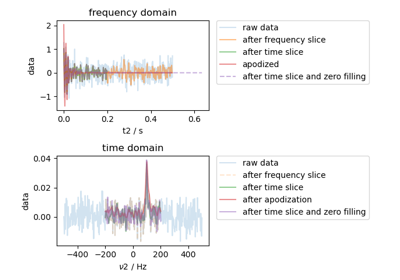 frequency domain
2
1
0
−1
data
0.0 0.2 0.4 0.6
t2 / s
raw data
after frequency slice
after time slice
apodized
after time slice and zero filling
time domain
0.04
0.02
0.00
data
−400 −200 0 200 400
ν2 / Hz
raw data
after frequency slice
after time slice
after apodization
after time slice and zero filling